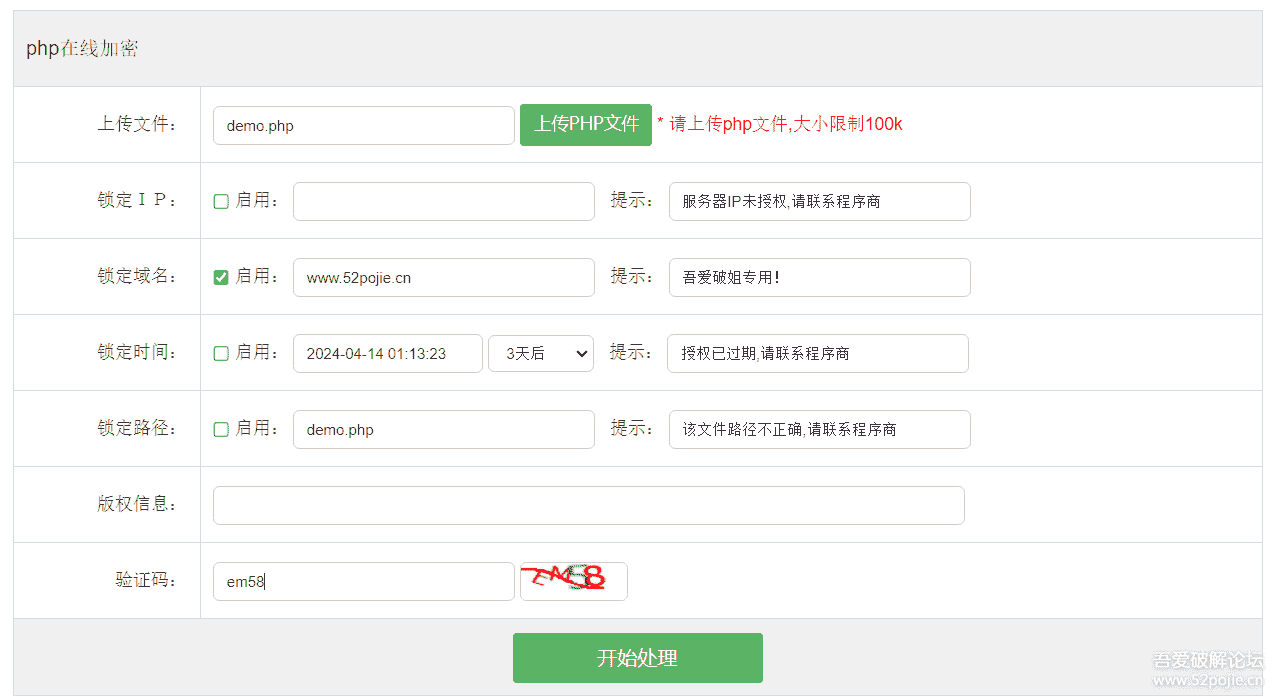 php在线加密
上传文件： demo.php 上传PHP文件 * 请上传php文件,大小限制100k
锁定ＩＰ： 启用： 提示： 服务器IP未授权,请联系程序商
锁定域名： 启用： www.52pojie.cn 提示： 吾爱破姐专用!
锁定时间： 启用： 2024-04-14 01:13:23 3天后 提示： 授权已过期,请联系程序商
锁定路径： 启用： demo.php 提示： 该文件路径不正确,请联系程序商
版权信息：
验证码： em58 EM58
开始处理
吾爱破解论坛
www.52pojie.cn